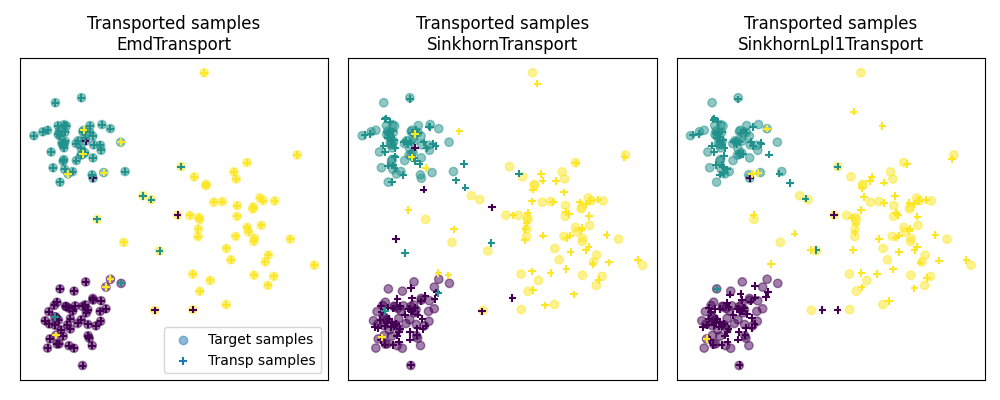 Transported samples
EmdTransport
Transported samples
SinkhornTransport
Transported samples
SinkhornLpl1Transport
Target samples
Transp samples